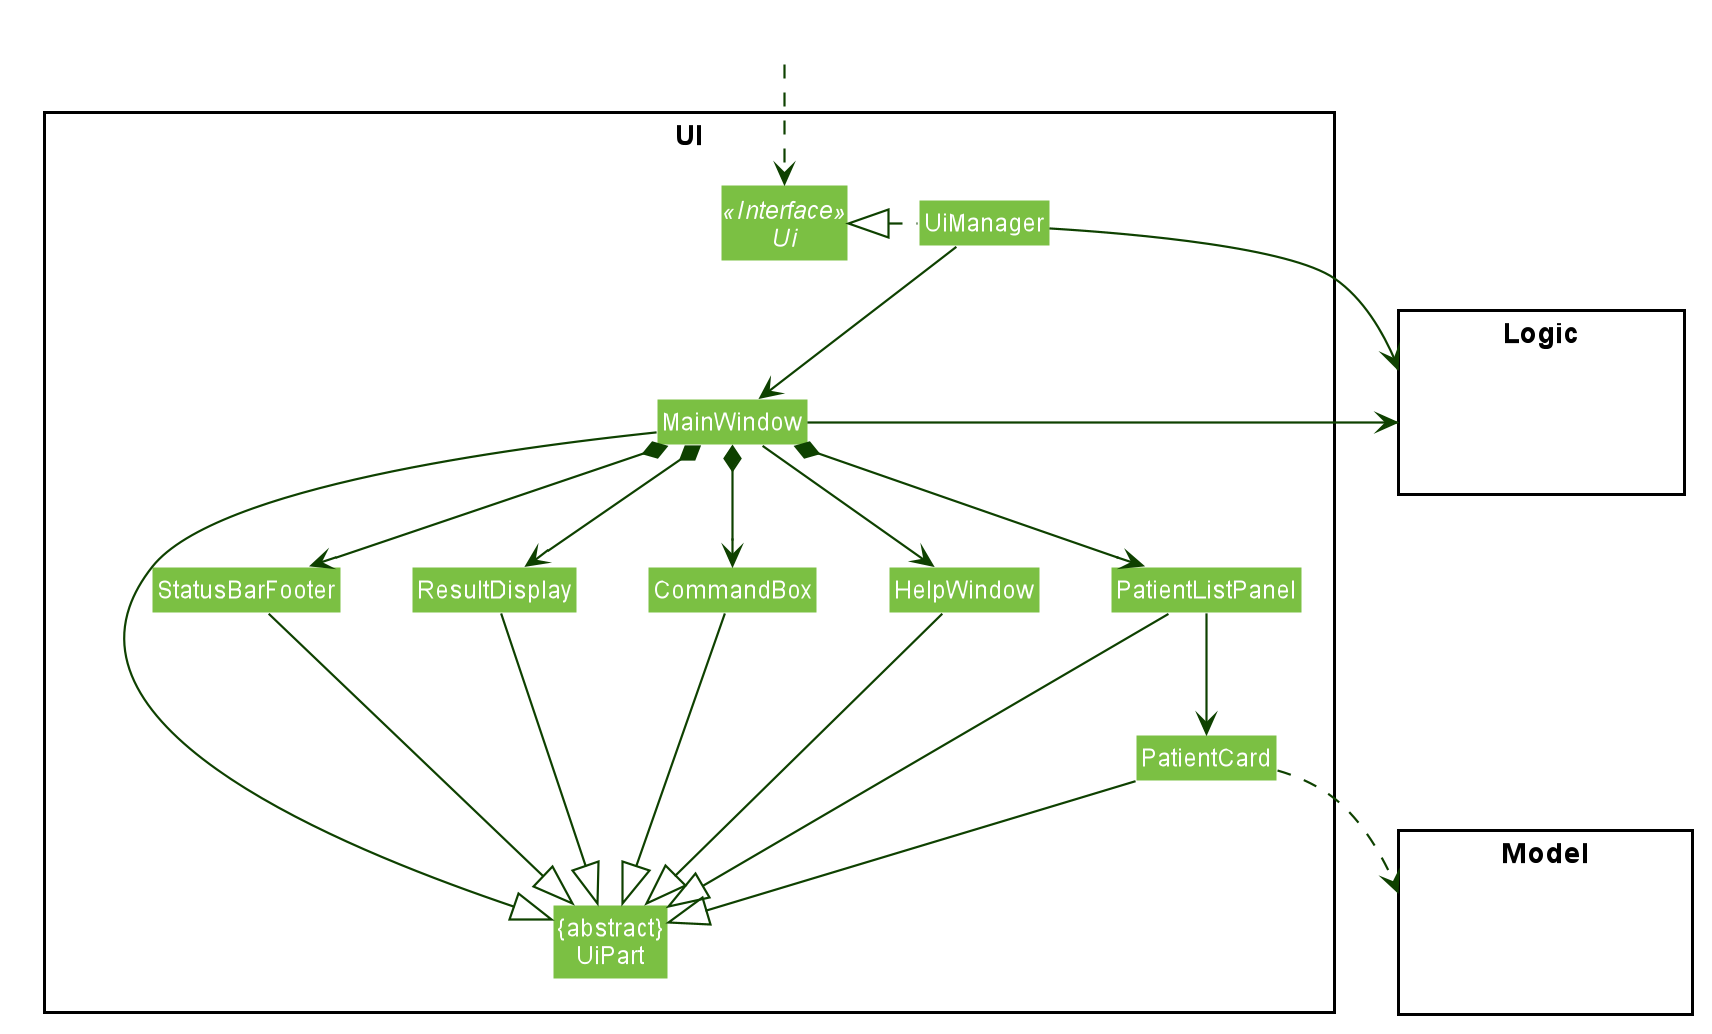 UI
«Interface»
Ui
UiManager
Logic
MainWindow
StatusBarFooter
ResultDisplay
CommandBox
HelpWindow
PatientListPanel
PatientCard
Model
{abstract}
UiPart